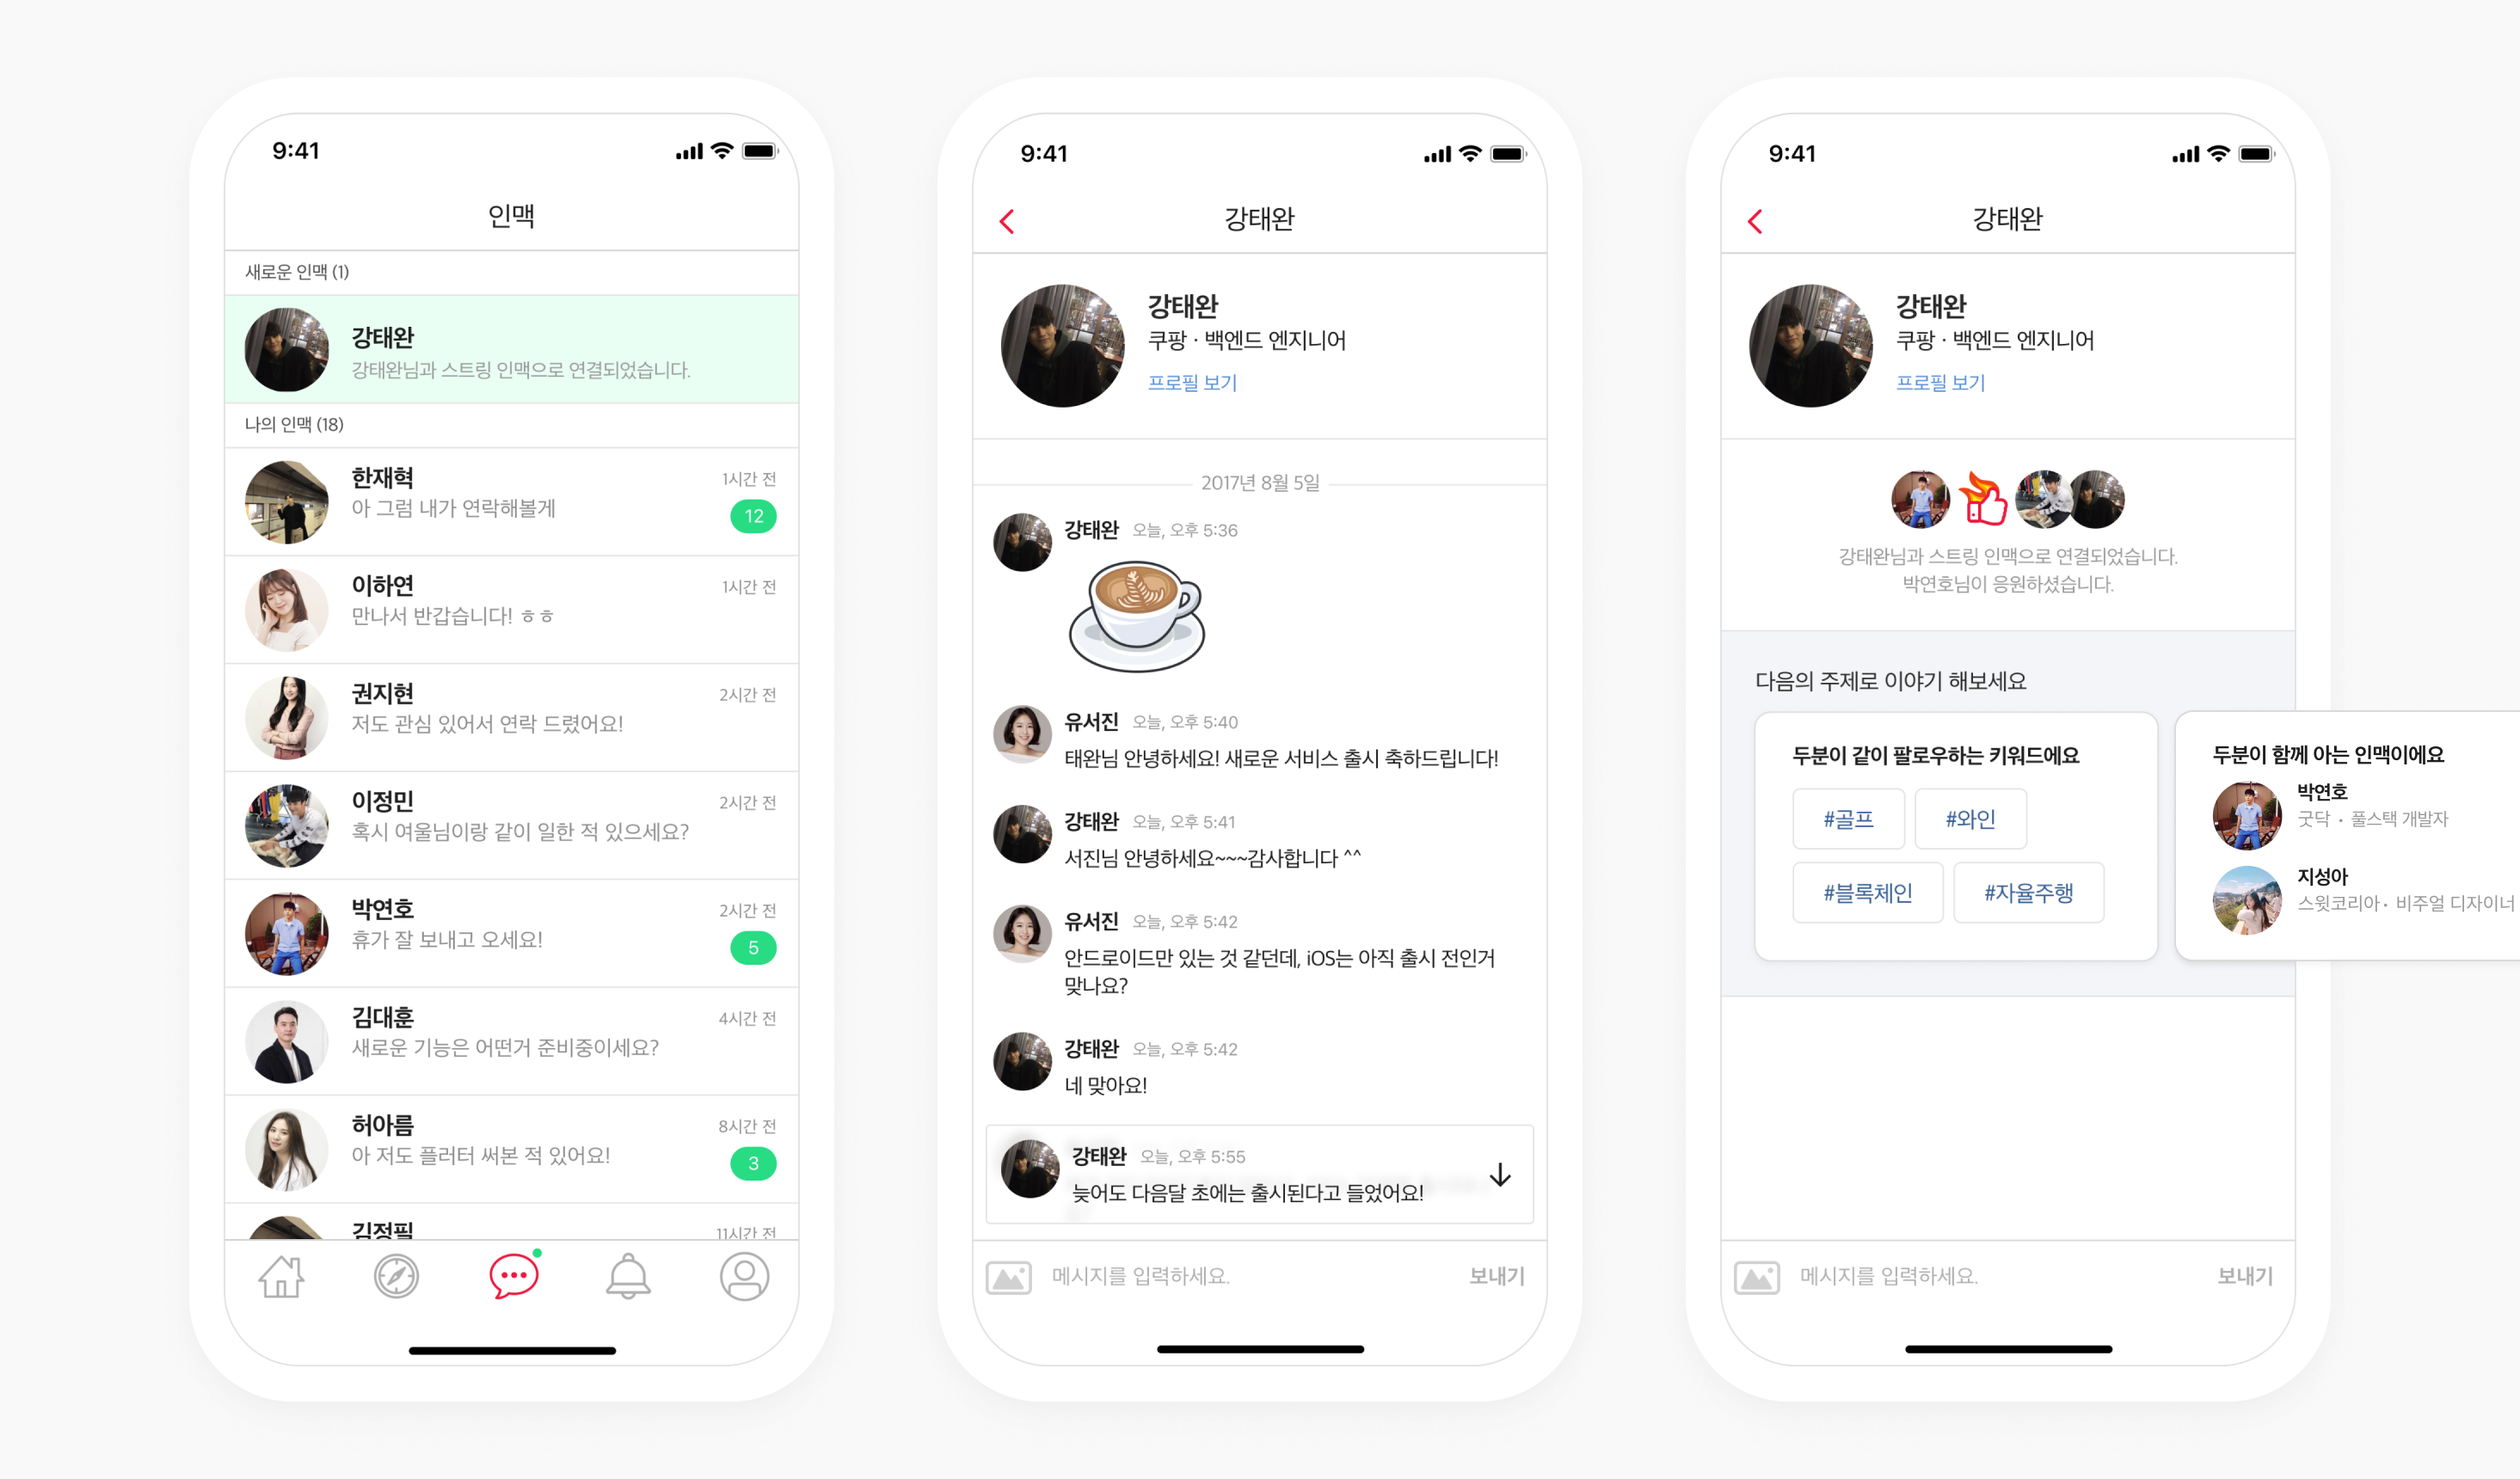 9:41
인맥
새로운 인맥 (1)
강태완
강태완님과 스트링 인맥으로 연결되었습니다.
나의 인맥 (18)
한재혁
1시간 전
아 그럼 내가 연락해볼게
12
이하연
1시간 전
만나서 반갑습니다! ㅎㅎ
권지현
2시간 전
저도 관심 있어서 연락 드렸어요!
이정민
2시간 전
혹시 여울님이랑 같이 일한 적 있으세요?
박연호
2시간 전
휴가 잘 보내고 오세요!
5
김대훈
4시간 전
새로운 기능은 어떤거 준비중이세요?
허아름
8시간 전
아 저도 플러터 써본 적 있어요!
3
김정필
11시간 전
9:41
강태완
강태완
쿠팡 · 백엔드 엔지니어
프로필 보기
2017년 8월 5일
강태완 오늘, 오후 5:36
유서진 오늘, 오후 5:40
태완님 안녕하세요! 새로운 서비스 출시 축하드립니다!
강태완 오늘, 오후 5:41
서진님 안녕하세요~~~감사합니다 ^^
유서진 오늘, 오후 5:42
안드로이드만 있는 것 같던데, iOS는 아직 출시 전인거
맞나요?
강태완 오늘, 오후 5:42
네 맞아요!
강태완 오늘, 오후 5:55
늦어도 다음달 초에는 출시된다고 들었어요!
메시지를 입력하세요.
보내기
9:41
강태완
강태완
쿠팡 · 백엔드 엔지니어
프로필 보기
강태완님과 스트링 인맥으로 연결되었습니다.
박연호님이 응원하셨습니다.
다음의 주제로 이야기 해보세요
두분이 같이 팔로우하는 키워드에요
#골프
#와인
#블록체인
#자율주행
두분이 함께 아는 인맥이에요
박연호
굿닥 · 풀스택 개발자
지성아
스윗코리아 · 비주얼 디자이너
메시지를 입력하세요.
보내기